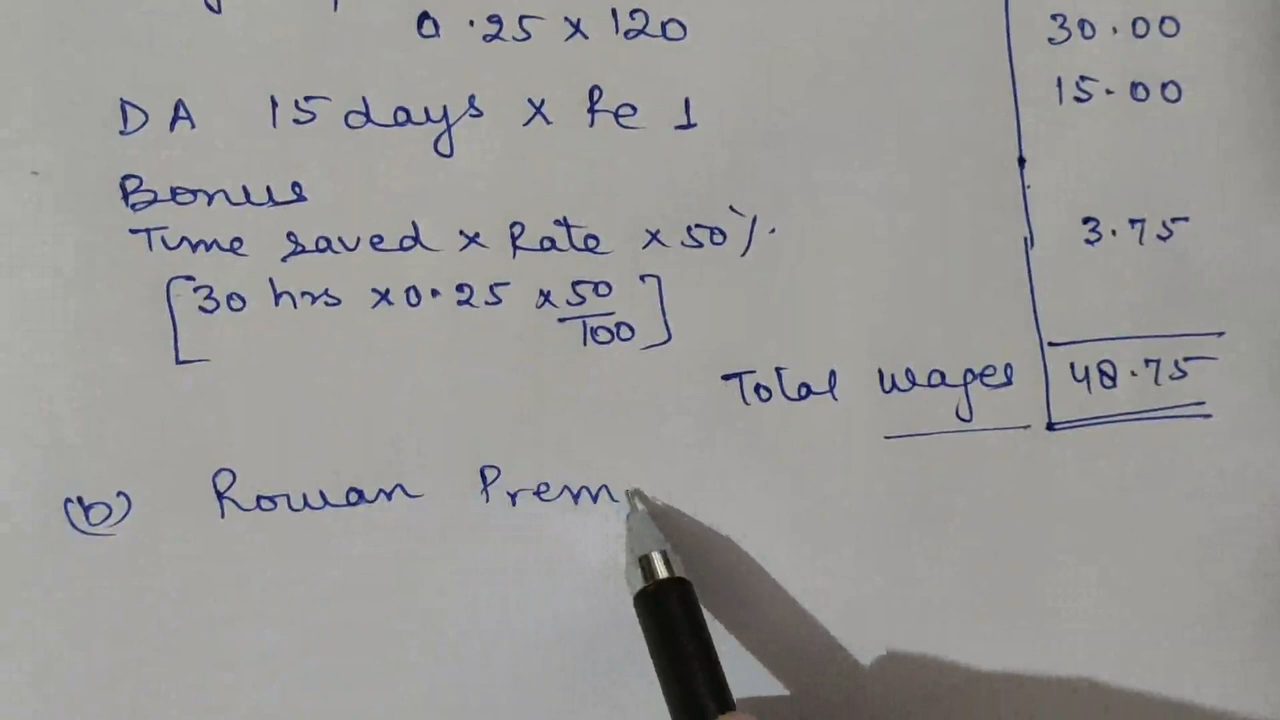 0.25 x 120 30.00
DA 15 days x Re 1 15.00
Bonus
Time saved x Rate x 50%. 3.75
[30 hrs x 0.25 x 50/100]
Total wages 48.75
(b) Rowan Prem